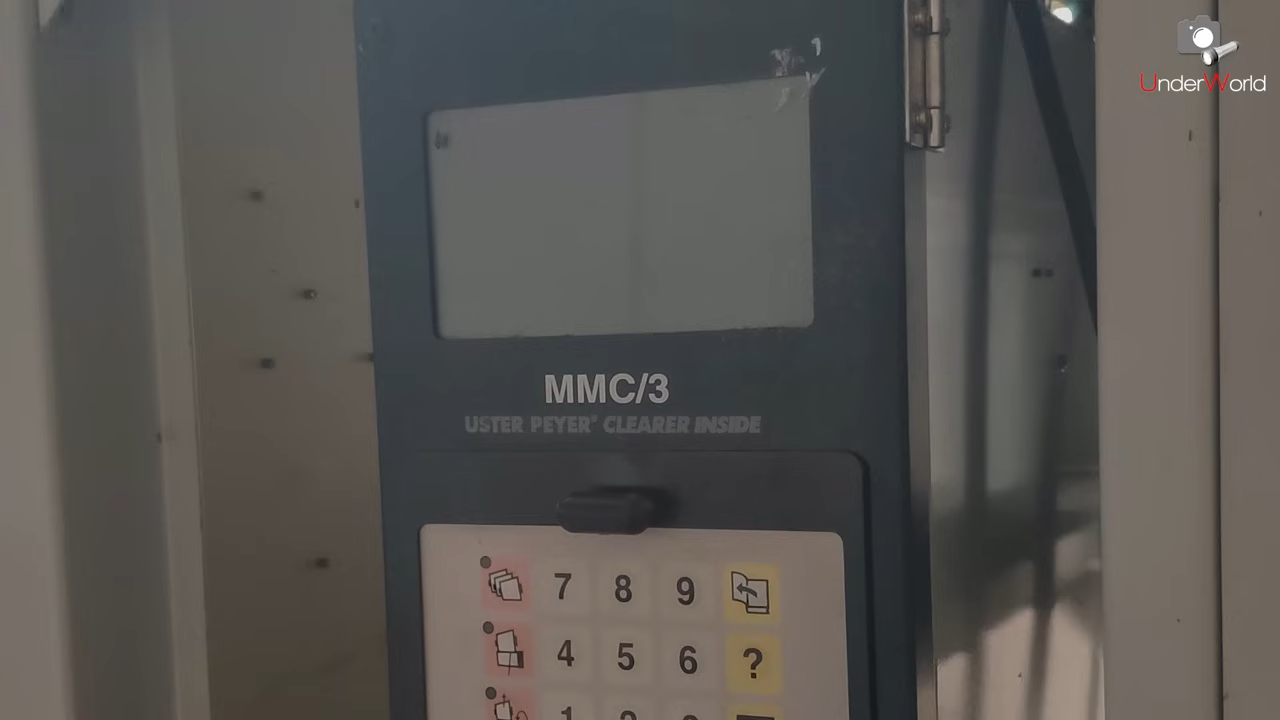 UnderWorld
MMC/3
USTER PEYER® CLEARER INSIDE
7 8 9
4 5 6 ?